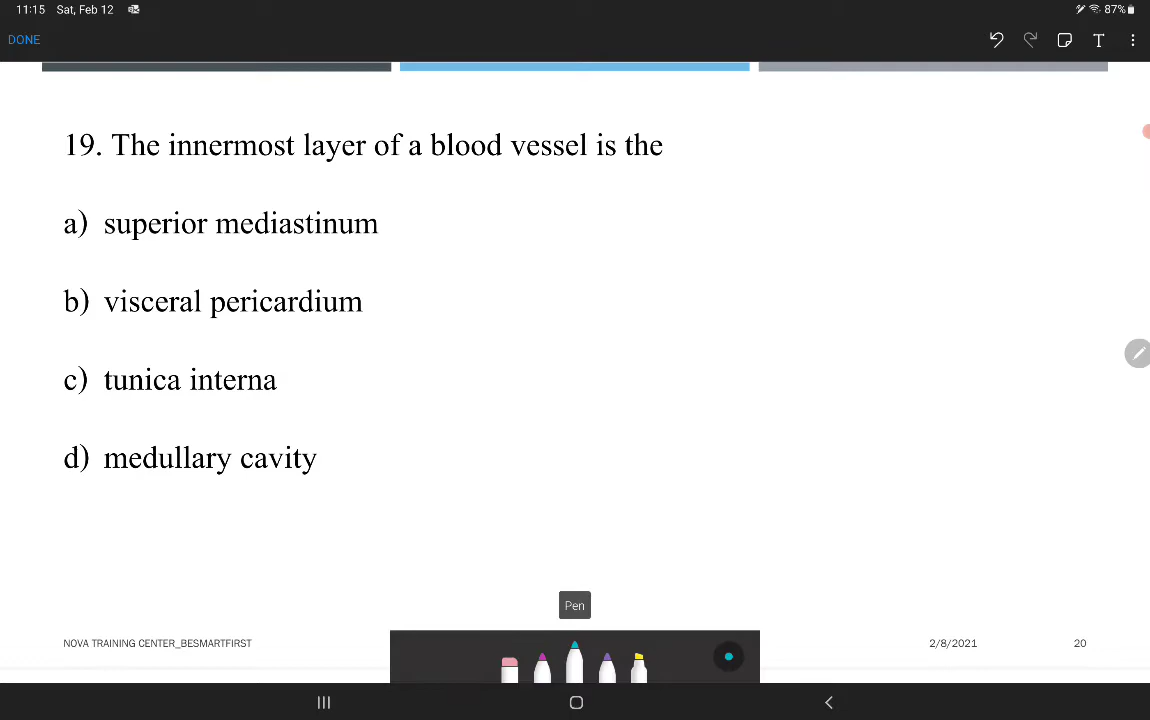 11:15 Sat, Feb 12 87%
DONE T
19. The innermost layer of a blood vessel is the
a) superior mediastinum
b) visceral pericardium
c) tunica interna
d) medullary cavity
Pen
NOVA TRAINING CENTER_BESMARTFIRST 2/8/2021 20